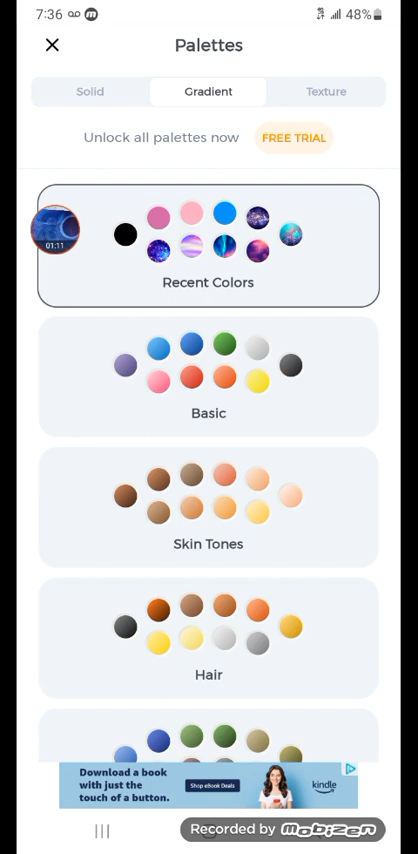 7:36
48%
Palettes
Solid
Gradient
Texture
Unlock all palettes now
FREE TRIAL
01:11
Recent Colors
Basic
Skin Tones
Hair
Download a book
with just the
touch of a button.
Shop eBook Deals
kindle
Recorded by mobizen